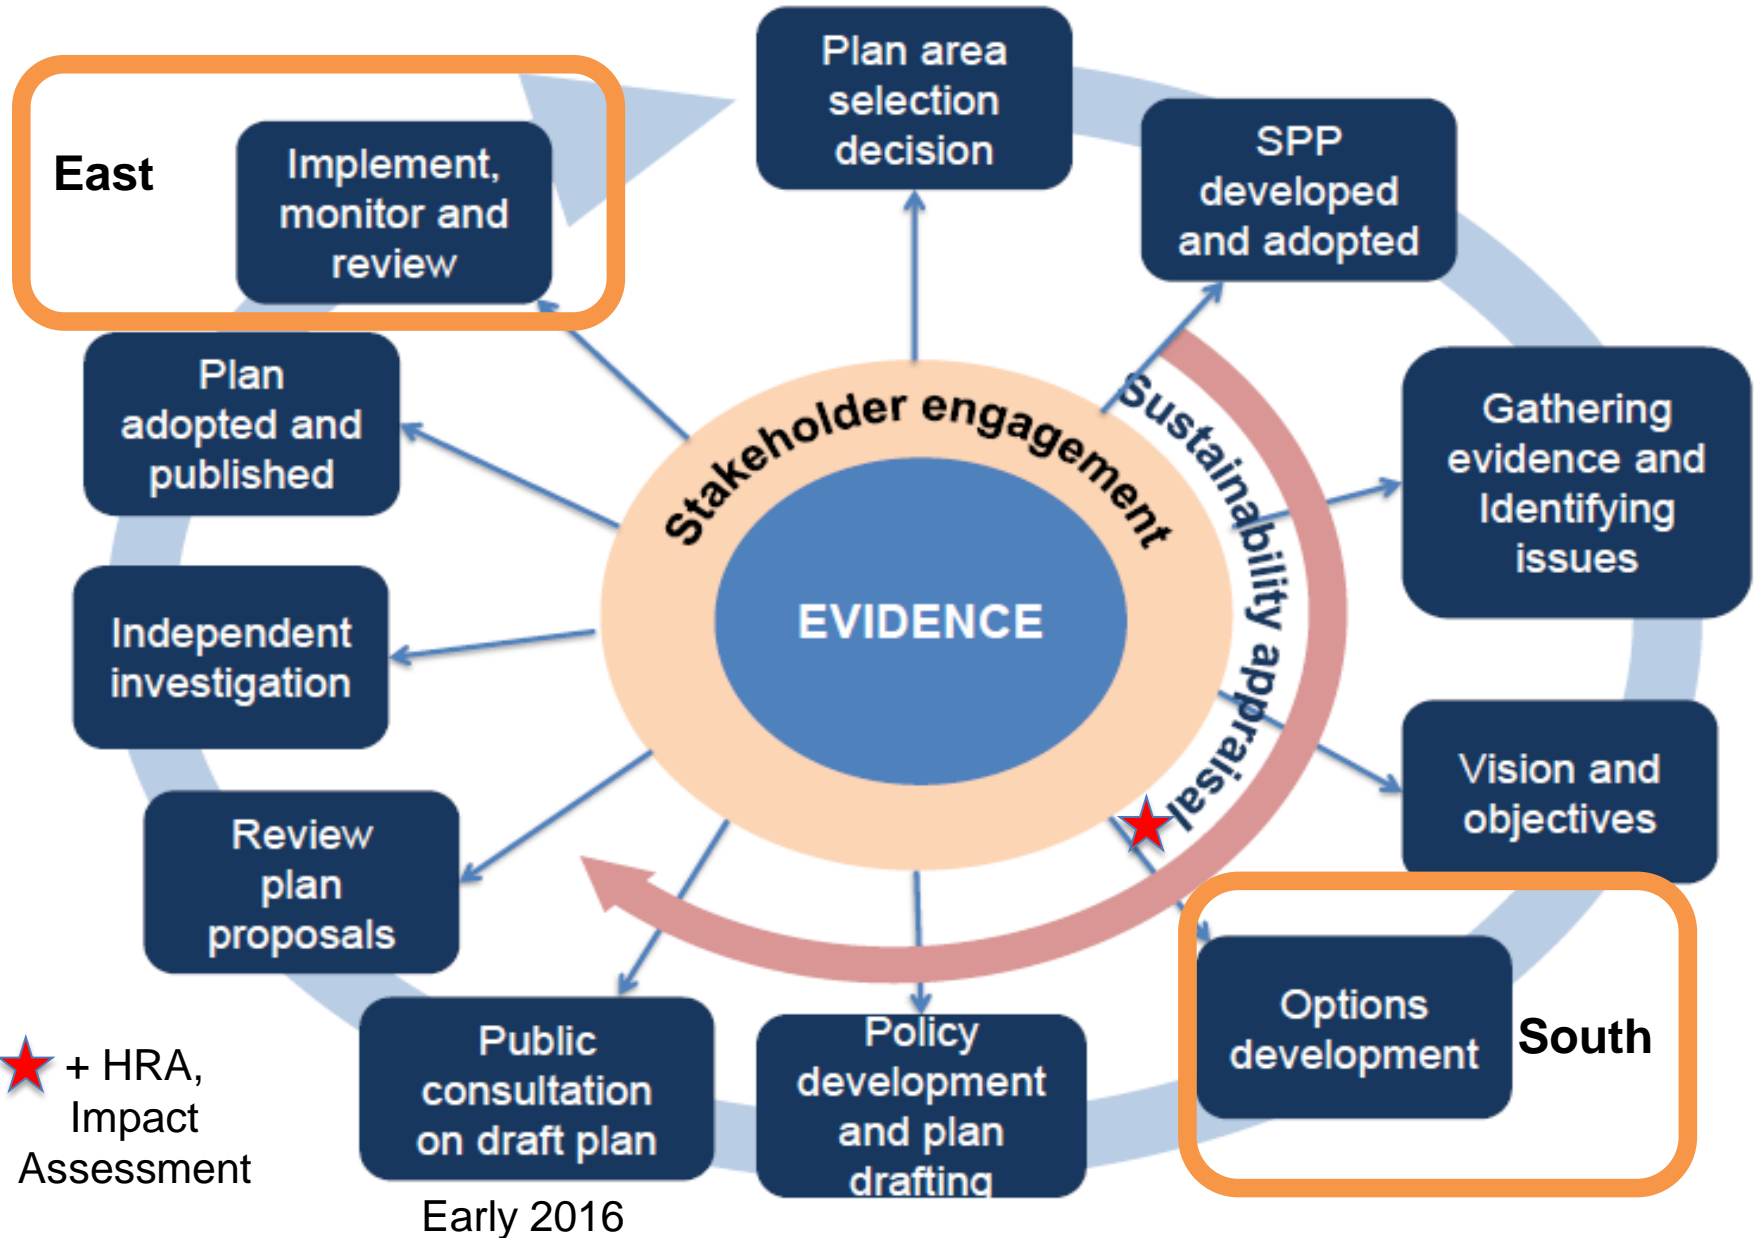 Plan area
selection
decision
SPP
developed
and adopted
Gathering
evidence and
Identifying
issues
Vision and
objectives
Options
development
South
Policy
development
and plan
drafting
Public
consultation
on draft plan
Early 2016
Review
plan
proposals
Independent
investigation
Plan
adopted and
published
East
Implement,
monitor and
review
Stakeholder engagement
EVIDENCE
Sustainability appraisal
+ HRA,
Impact
Assessment